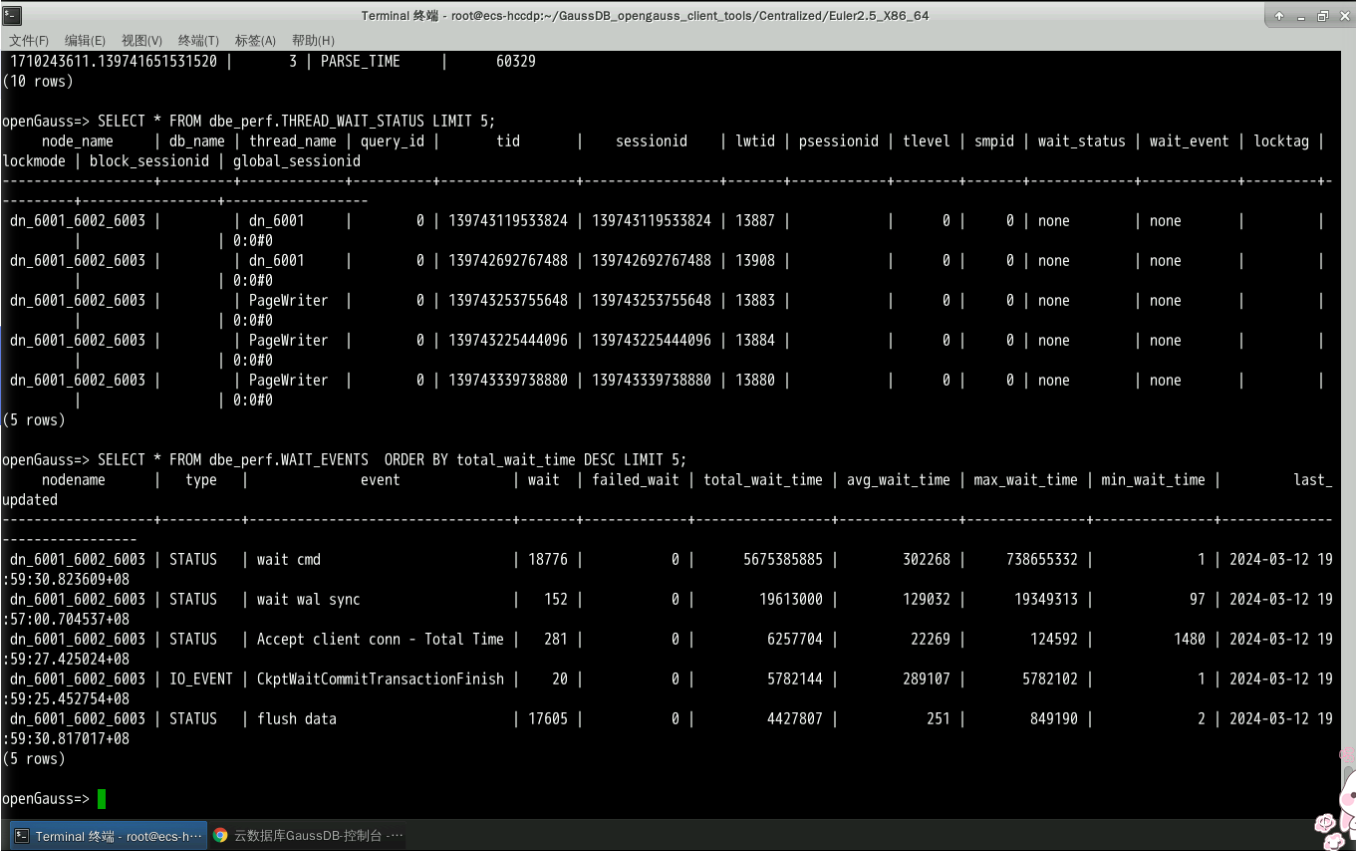 Terminal 终端 - root@ecs-hccdp:~/GaussDB_opengauss_client_tools/Centralized/Euler2.5_X86_64
文件(F) 编辑(E) 视图(V) 终端(T) 标签(A) 帮助(H)
1710243611.139741651531520 | 3 | PARSE_TIME | 60329
(10 rows)
openGauss=> SELECT * FROM dbe_perf.THREAD_WAIT_STATUS LIMIT 5;
node_name | db_name | thread_name | query_id | tid | sessionid | lwtid | psessionid | tlevel | smpid | wait_status | wait_event | locktag |
lockmode | block_sessionid | global_sessionid
-------------------+---------+-------------+----------+-----------------+-----------------+-------+------------+--------+-------+-------------+------------+---------+-
---------+-----------------+------------------
dn_6001_6002_6003 | | dn_6001 | 0 | 139743119533824 | 139743119533824 | 13887 | | 0 | 0 | none | none | |
| | 0:0#0
dn_6001_6002_6003 | | dn_6001 | 0 | 139742692767488 | 139742692767488 | 13908 | | 0 | 0 | none | none | |
| | 0:0#0
dn_6001_6002_6003 | | PageWriter | 0 | 139743253755648 | 139743253755648 | 13883 | | 0 | 0 | none | none | |
| | 0:0#0
dn_6001_6002_6003 | | PageWriter | 0 | 139743225444096 | 139743225444096 | 13884 | | 0 | 0 | none | none | |
| | 0:0#0
dn_6001_6002_6003 | | PageWriter | 0 | 139743339738880 | 139743339738880 | 13880 | | 0 | 0 | none | none | |
| | 0:0#0
(5 rows)
openGauss=> SELECT * FROM dbe_perf.WAIT_EVENTS ORDER BY total_wait_time DESC LIMIT 5;
nodename | type | event | wait | failed_wait | total_wait_time | avg_wait_time | max_wait_time | min_wait_time | last_
updated
-------------------+----------+--------------------------------+-------+-------------+-----------------+---------------+---------------+---------------+--------------
-----------------
dn_6001_6002_6003 | STATUS | wait cmd | 18776 | 0 | 5675385885 | 302268 | 738655332 | 1 | 2024-03-12 19
:59:30.823609+08
dn_6001_6002_6003 | STATUS | wait wal sync | 152 | 0 | 19613000 | 129032 | 19349313 | 97 | 2024-03-12 19
:57:00.704537+08
dn_6001_6002_6003 | STATUS | Accept client conn - Total Time | 281 | 0 | 6257704 | 22269 | 124592 | 1480 | 2024-03-12 19
:59:27.425024+08
dn_6001_6002_6003 | IO_EVENT | CkptWaitCommitTransactionFinish | 20 | 0 | 5782144 | 289107 | 5782102 | 1 | 2024-03-12 19
:59:25.452754+08
dn_6001_6002_6003 | STATUS | flush data | 17605 | 0 | 4427807 | 251 | 849190 | 2 | 2024-03-12 19
:59:30.817017+08
(5 rows)
openGauss=>
Terminal 终端 - root@ecs-h··· 云数据库GaussDB-控制台 -···